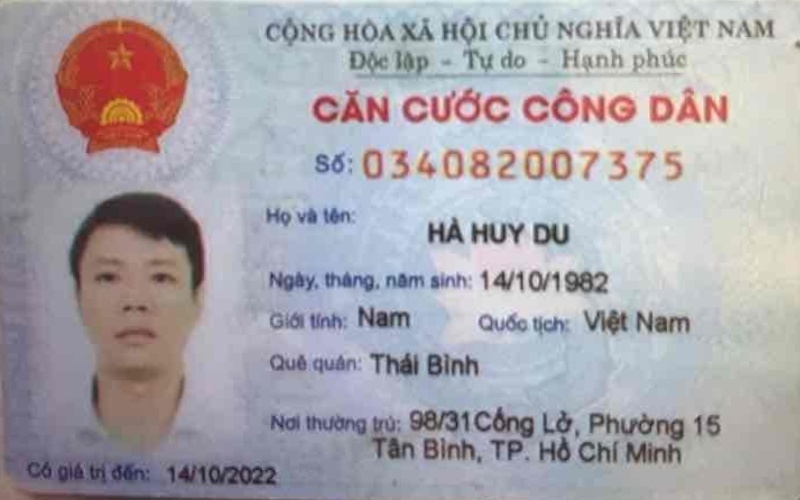 CỘNG HÒA XÃ HỘI CHỦ NGHĨA VIỆT NAM
Độc lập - Tự do - Hạnh phúc
CĂN CƯỚC CÔNG DÂN
Số: 034082007375
Họ và tên: HÀ HUY DU
Ngày, tháng, năm sinh: 14/10/1982
Giới tính: Nam Quốc tịch: Việt Nam
Quê quán: Thái Bình
Nơi thường trú: 98/31 Cống Lở, Phường 15
Tân Bình, TP. Hồ Chí Minh
Có giá trị đến: 14/10/2022